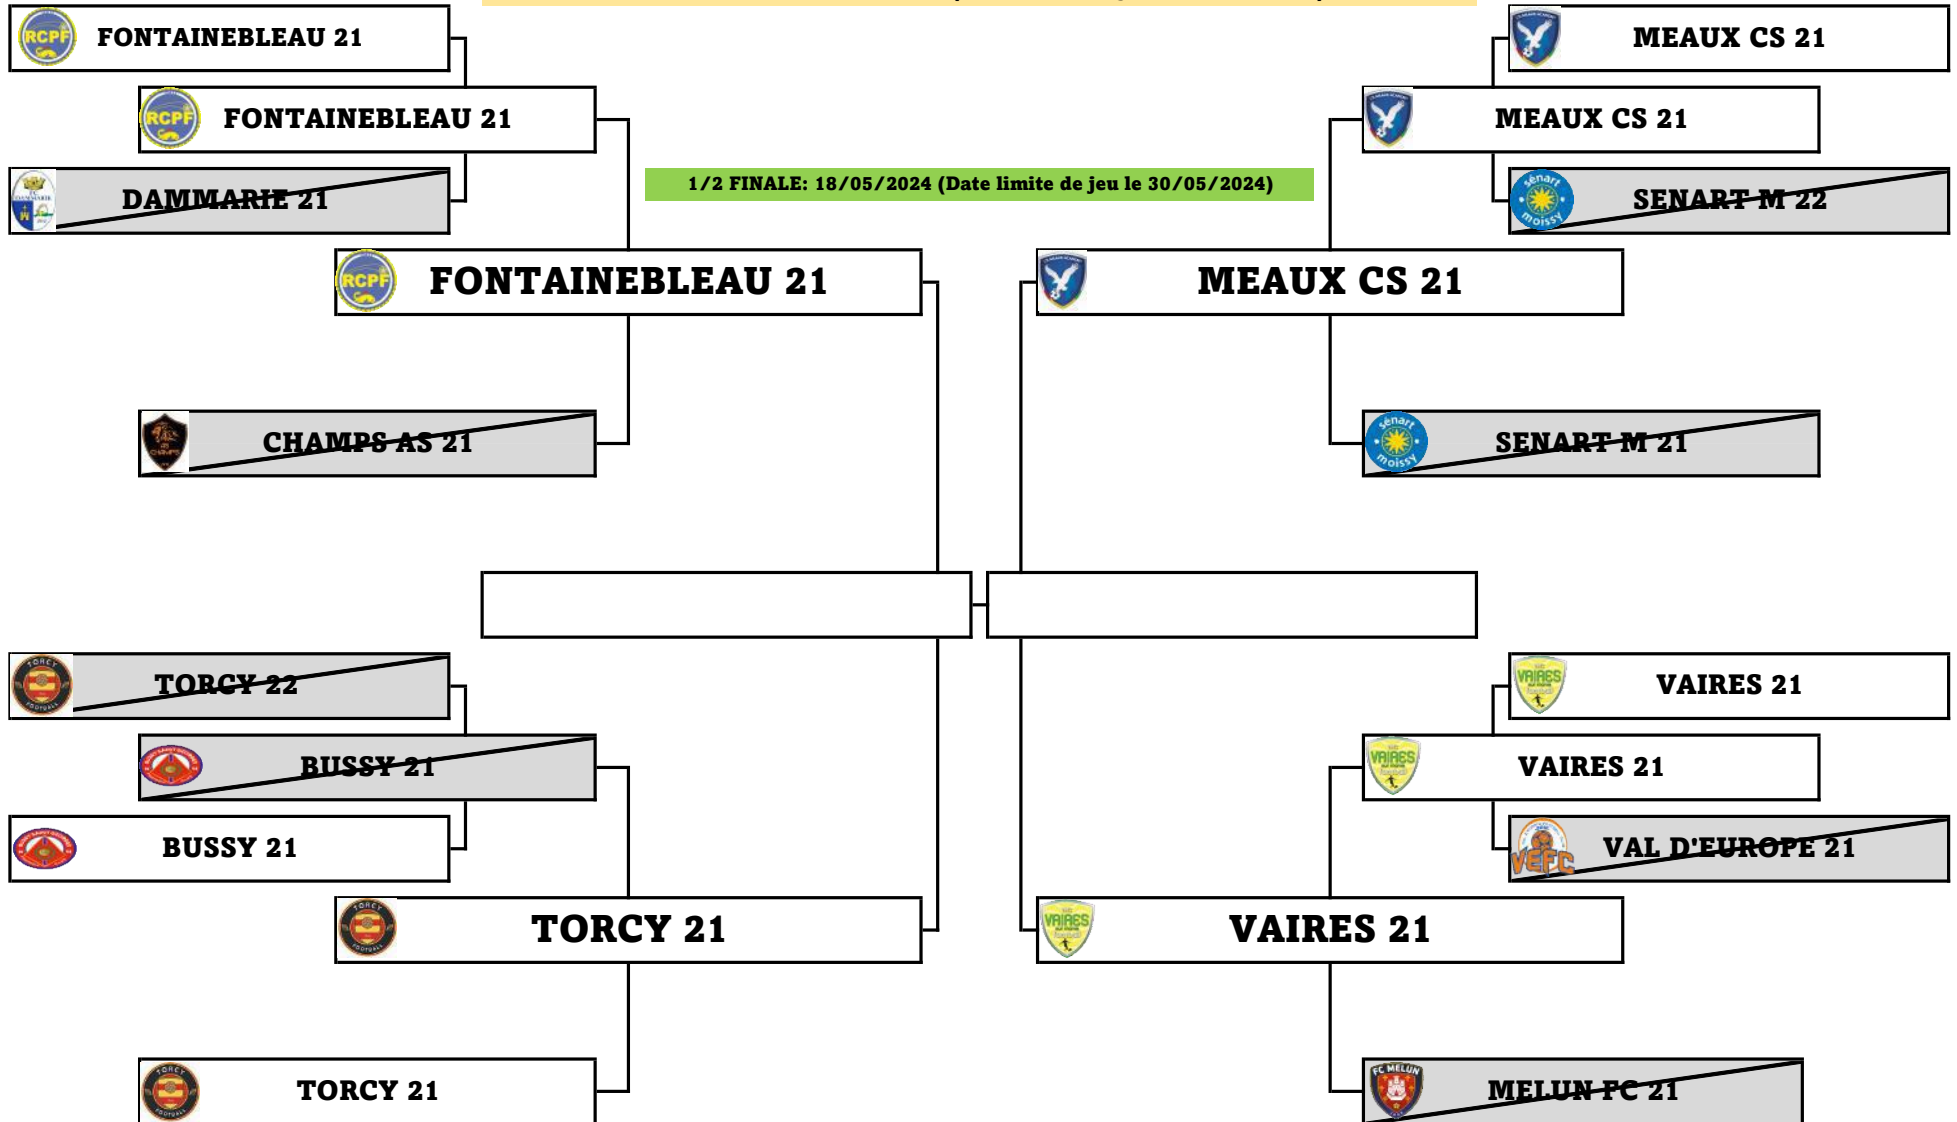 FONTAINEBLEAU 21
MEAUX CS 21
FONTAINEBLEAU 21
MEAUX CS 21
DAMMARIE 21
1/2 FINALE: 18/05/2024 (Date limite de jeu le 30/05/2024)
SENART M 22
FONTAINEBLEAU 21
MEAUX CS 21
CHAMPS AS 21
SENART M 21
TORCY 22
VAIRES 21
BUSSY 21
VAIRES 21
BUSSY 21
VAL D'EUROPE 21
TORCY 21
VAIRES 21
TORCY 21
MELUN FC 21